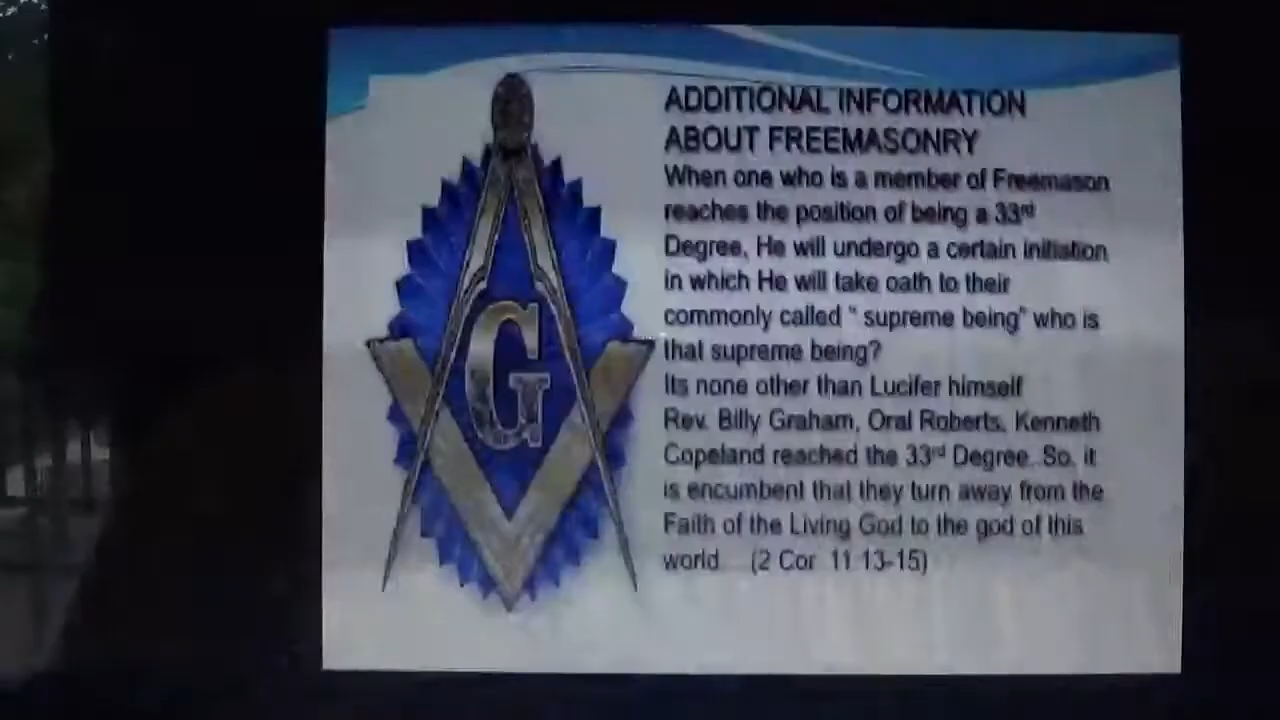 G
ADDITIONAL INFORMATION
ABOUT FREEMASONRY
When one who is a member of Freemason
reaches the position of being a 33rd
Degree, He will undergo a certain initiation
in which He will take oath to their
commonly called " supreme being" who is
that supreme being?
Its none other than Lucifer himself
Rev. Billy Graham, Oral Roberts, Kenneth
Copeland reached the 33rd Degree. So, it
is encumbent that they turn away from the
Faith of the Living God to the god of this
world (2 Cor 11:13-15)